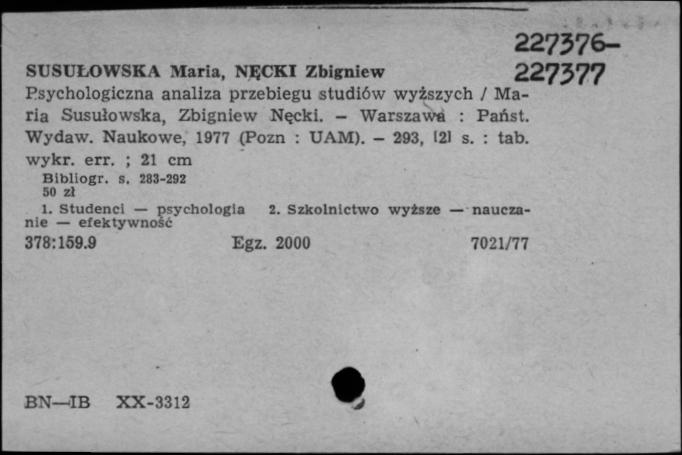 227376-
227377
SUSUŁOWSKA Maria, NĘCKI Zbigniew
Psychologiczna analiza przebiegu studiów wyższych / Ma-
ria Susułowska, Zbigniew Nęcki. — Warszawa : Państ.
Wydaw. Naukowe, 1977 (Pozn : UAM). — 293, [2] s. : tab.
wykr. err. ; 21 cm
Bibliogr. s. 283-292
50 zł
1. Studenci — psychologia 2. Szkolnictwo wyższe — naucza-
nie — efektywność
378:159.9 Egz. 2000 7021/77
BN—IB XX-3312